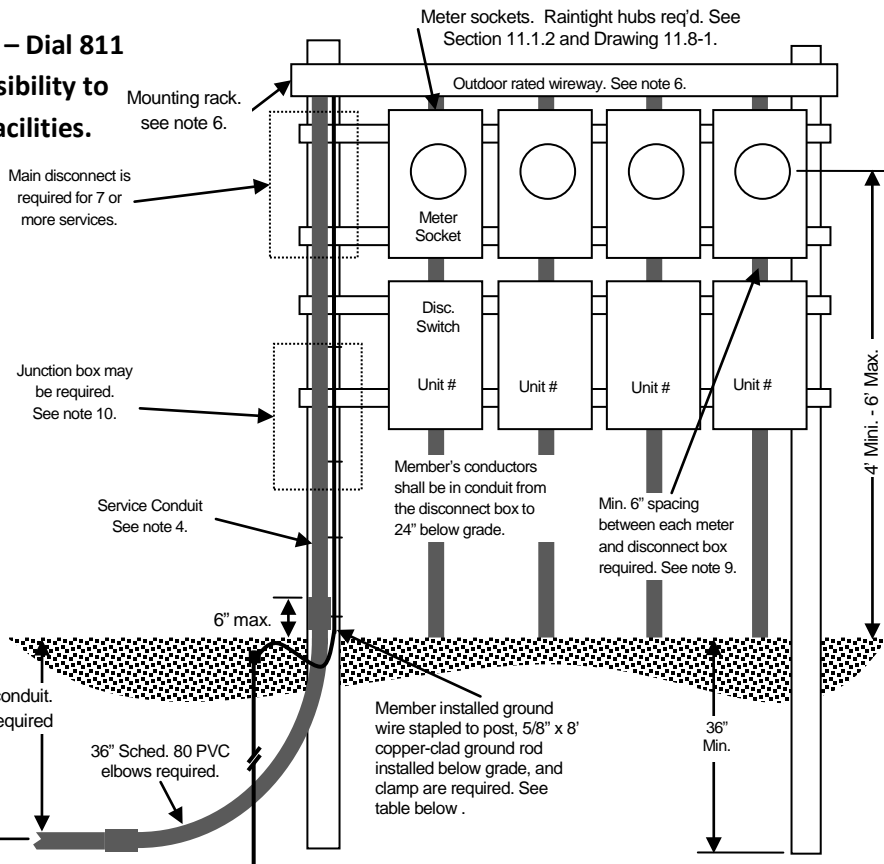 – Dial 811
sibility to
acilities.
Meter sockets.  Raintight hubs req'd. See
Section 11.1.2 and Drawing 11.8-1.
Outdoor rated wireway. See note 6.
Mounting rack.
see note 6.
Main disconnect is
required for 7 or
more services.
Meter
Socket
Disc.
Switch
Unit #
Unit #
Unit #
Unit #
4' Mini. - 6' Max.
Junction box may
be required.
See note 10.
Member's conductors
shall be in conduit from
the disconnect box to
24" below grade.
Min. 6" spacing
between each meter
and disconnect box
required. See note 9.
Service Conduit
See note 4.
6" max.
conduit.
equired
36" Sched. 80 PVC
elbows required.
Member installed ground
wire stapled to post, 5/8" x 8'
copper-clad ground rod
installed below grade, and
clamp are required. See
table below .
36"
Min.